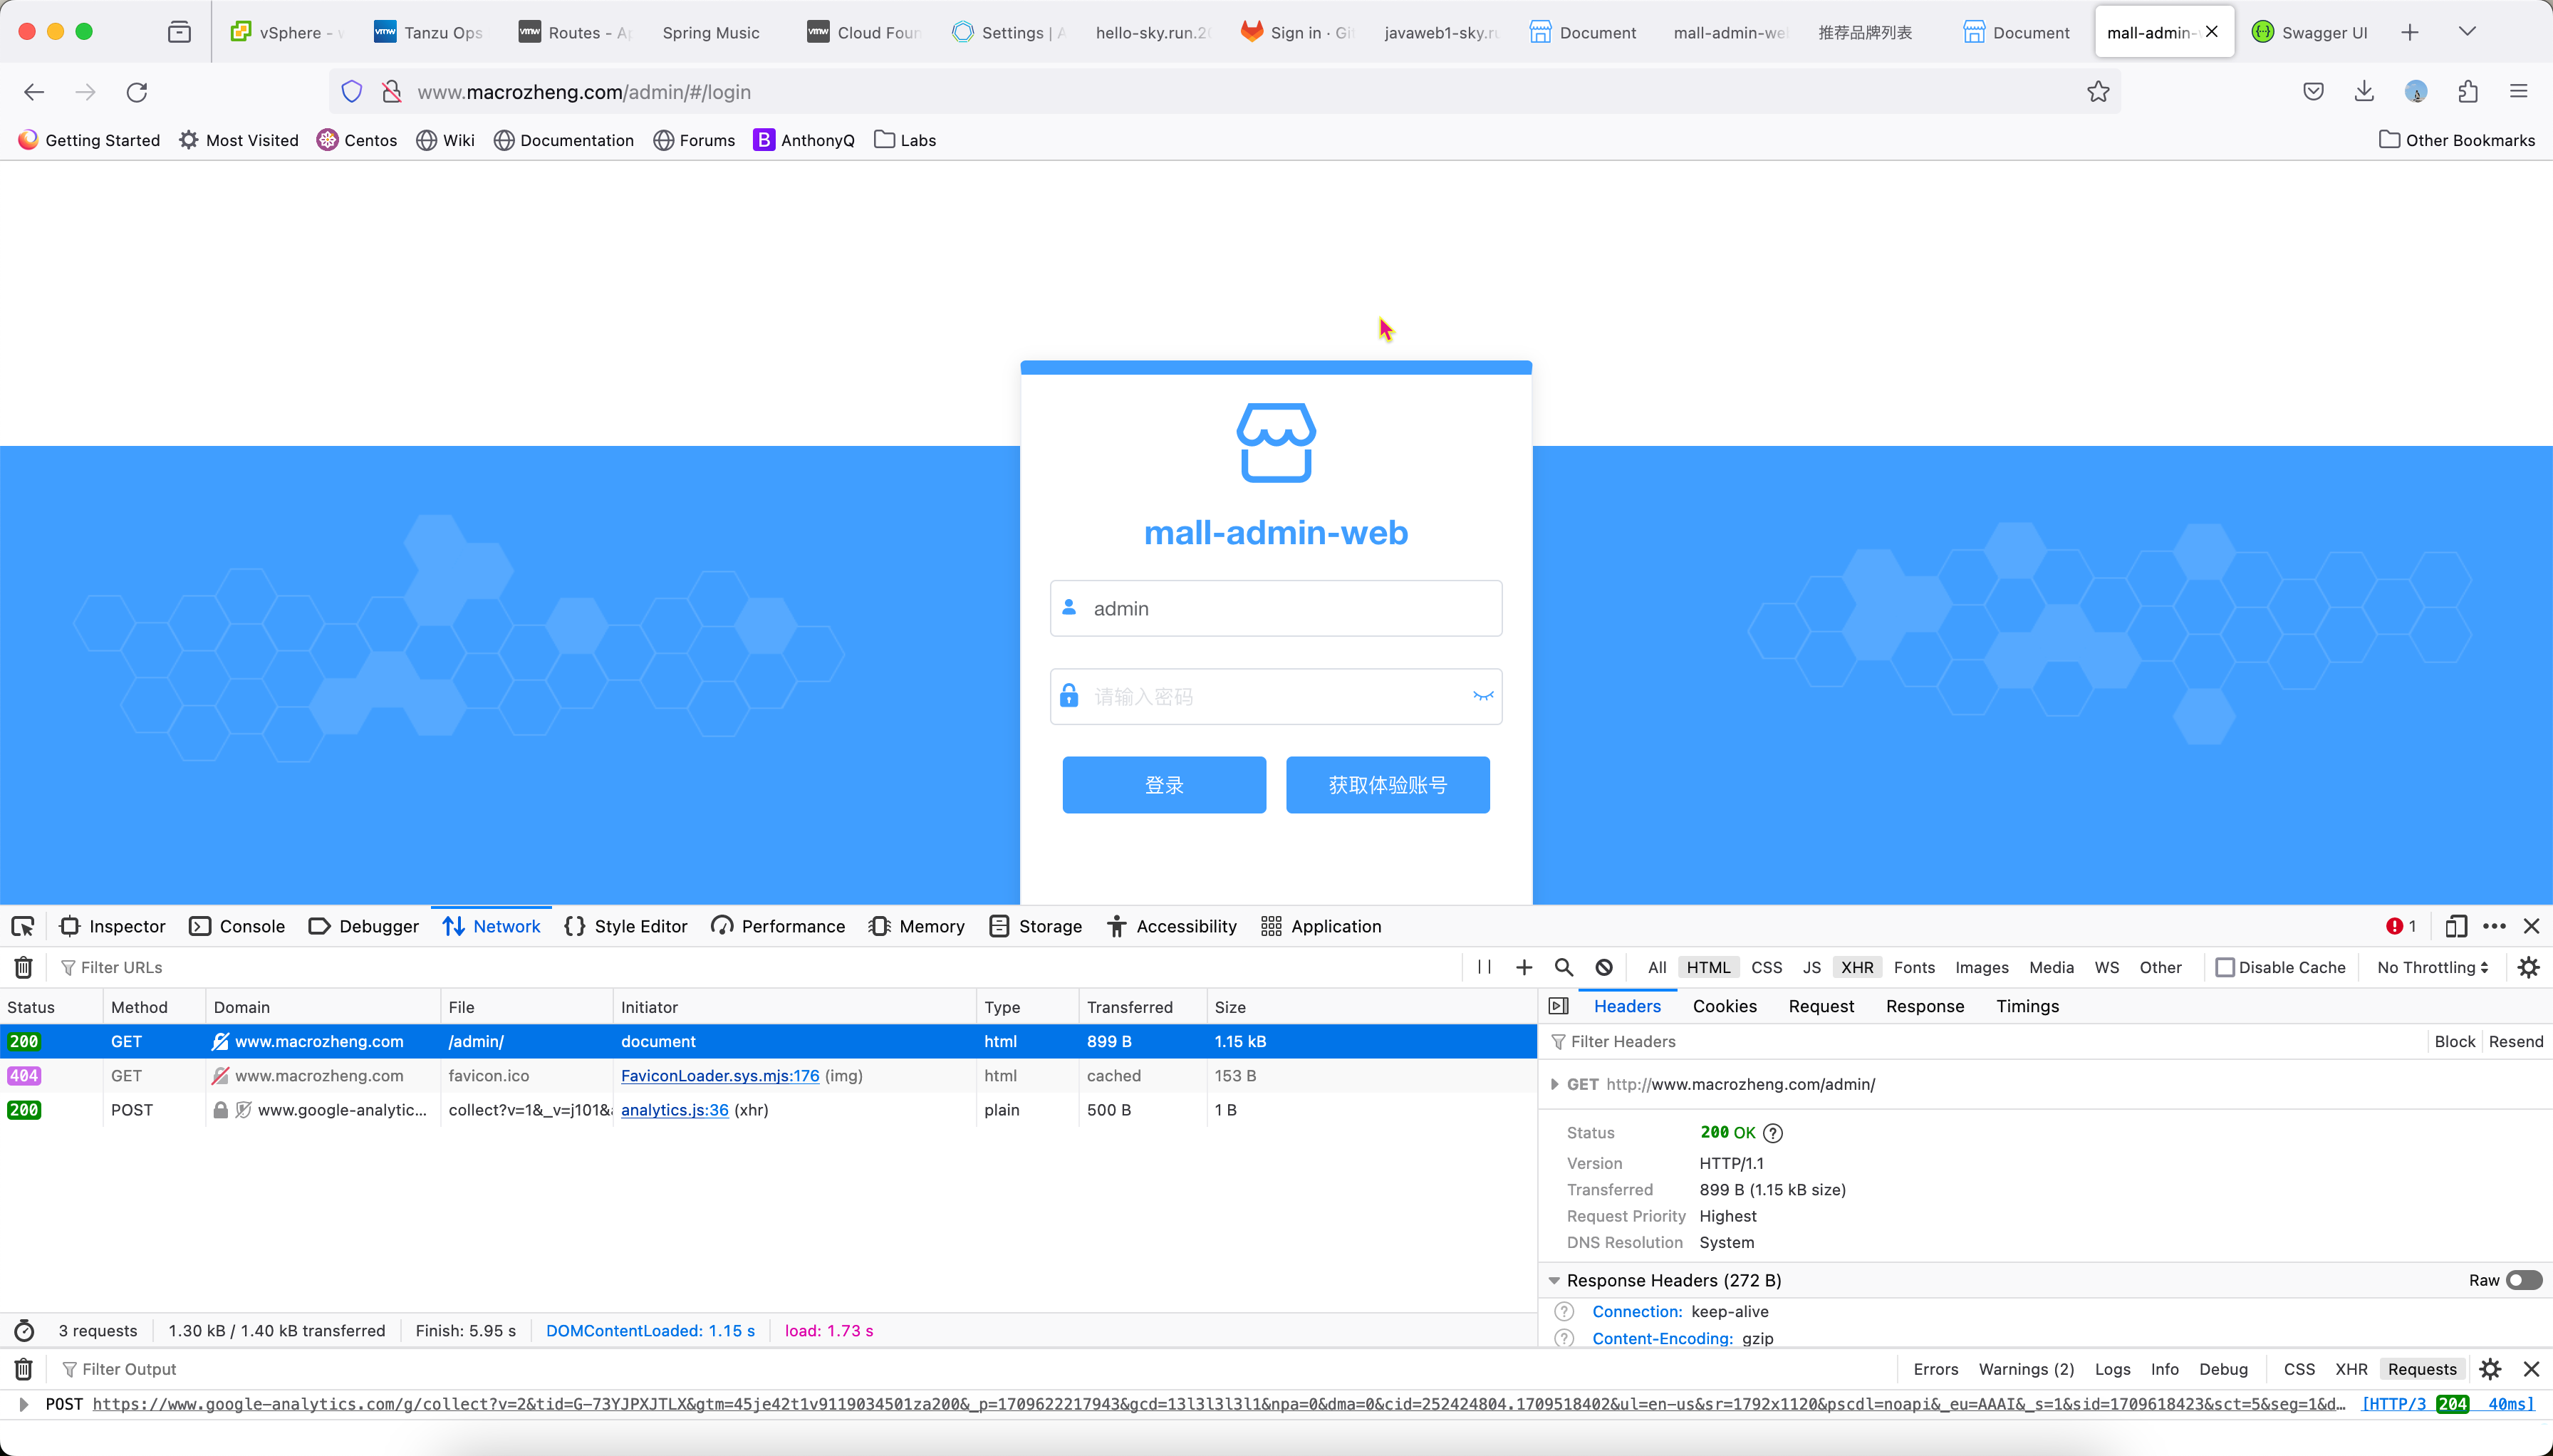 vSphere - v
Tanzu Ops
Routes - Ap
Spring Music
Cloud Foun
Settings | A
hello-sky.run.20
Sign in · Git
javaweb1-sky.ru
Document
mall-admin-we
推荐品牌列表
Document
mall-admin-
Swagger UI
www.macrozheng.com/admin/#/login
Getting Started Most Visited Centos Wiki Documentation Forums B AnthonyQ Labs Other Bookmarks
mall-admin-web
admin
请输入密码
登录 获取体验账号
Inspector Console Debugger Network Style Editor Performance Memory Storage Accessibility Application 1
Filter URLs All HTML CSS JS XHR Fonts Images Media WS Other Disable Cache No Throttling
Status Method Domain File Initiator Type Transferred Size
200 GET www.macrozheng.com /admin/ document html 899 B 1.15 kB
404 GET www.macrozheng.com favicon.ico FaviconLoader.sys.mjs:176 (img) html cached 153 B
200 POST www.google-analytic... collect?v=1&_v=j101& analytics.js:36 (xhr) plain 500 B 1 B
Headers Cookies Request Response Timings
Filter Headers Block Resend
GET http://www.macrozheng.com/admin/
Status 200 OK
Version HTTP/1.1
Transferred 899 B (1.15 kB size)
Request Priority Highest
DNS Resolution System
Response Headers (272 B) Raw
Connection: keep-alive
Content-Encoding: gzip
3 requests 1.30 kB / 1.40 kB transferred Finish: 5.95 s DOMContentLoaded: 1.15 s load: 1.73 s
Filter Output Errors Warnings (2) Logs Info Debug CSS XHR Requests
POST https://www.google-analytics.com/g/collect?v=2&tid=G-73YJPXJTLX&gtm=45je42t1v9119034501za200&_p=1709622217943&gcd=13l3l3l3l1&npa=0&dma=0&cid=252424804.1709518402&ul=en-us&sr=1792x1120&pscdl=noapi&_eu=AAAI&_s=1&sid=1709618423&sct=5&seg=1&d… [HTTP/3 204 40ms]